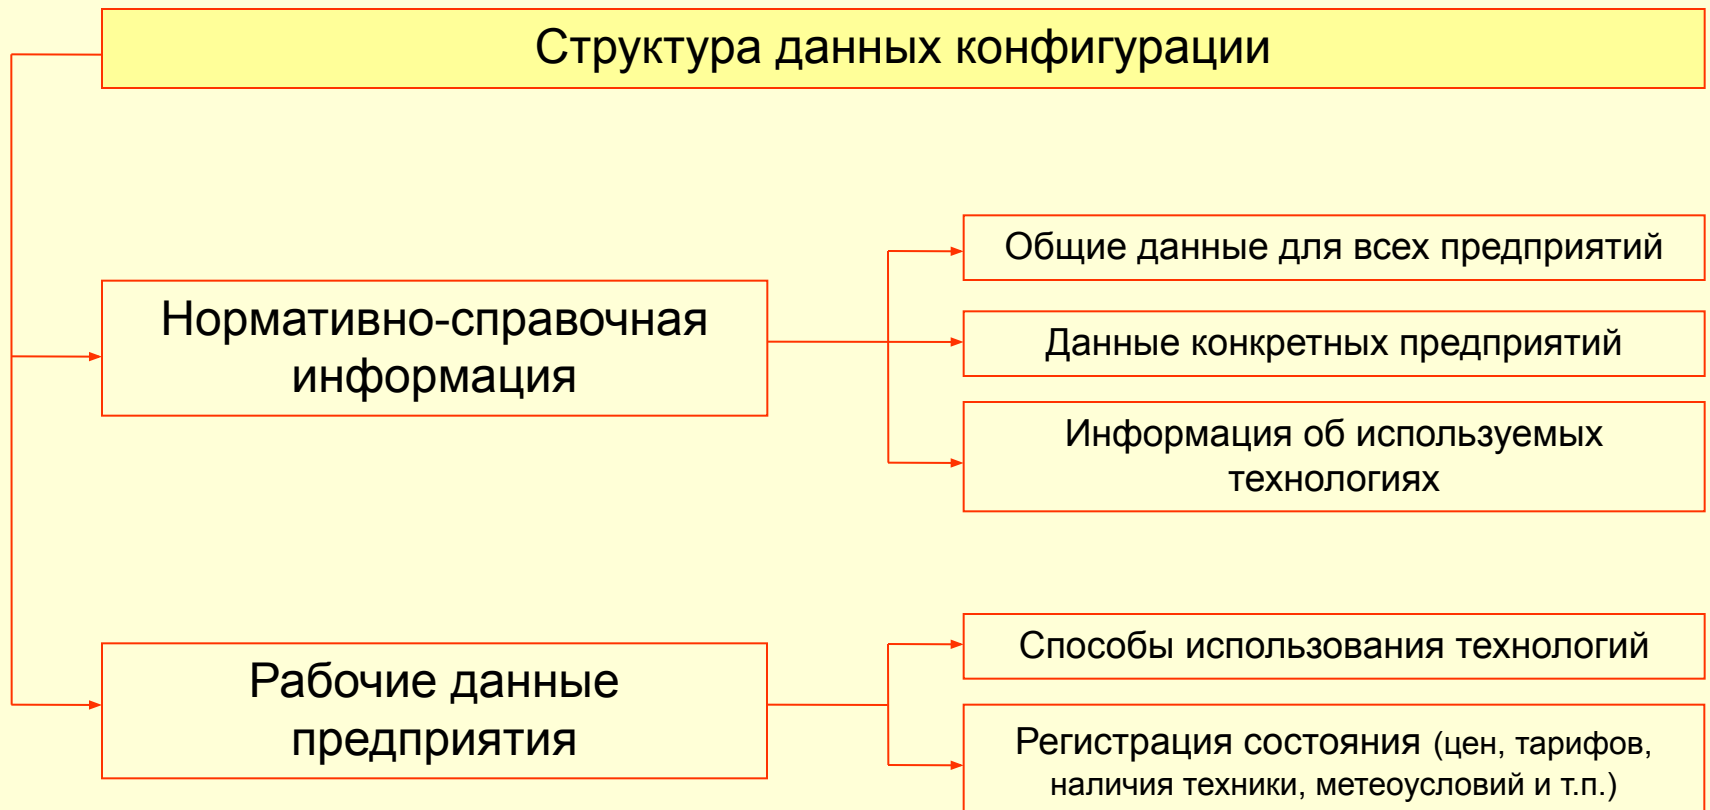 Структура данных конфигурации
Нормативно-справочная
информация
Общие данные для всех предприятий
Данные конкретных предприятий
Информация об используемых
технологиях
Рабочие данные
предприятия
Способы использования технологий
Регистрация состояния (цен, тарифов,
наличия техники, метеоусловий и т.п.)